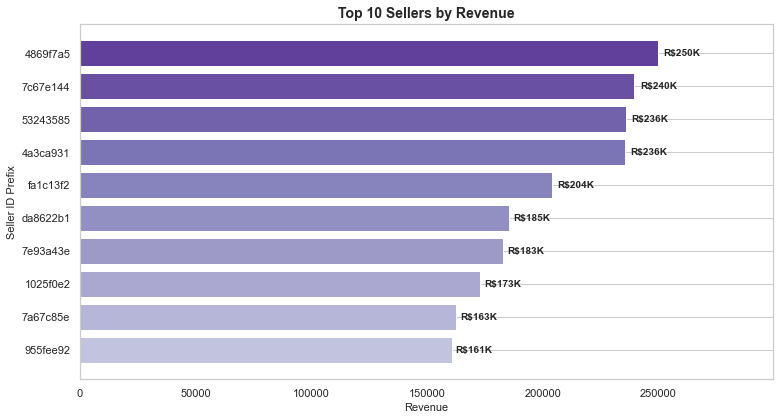 Top 10 Sellers by Revenue
Seller ID Prefix
4869f7a5 R$250K
7c67e144 R$240K
53243585 R$236K
4a3ca931 R$236K
fa1c13f2 R$204K
da8622b1 R$185K
7e93a43e R$183K
1025f0e2 R$173K
7a67c85e R$163K
955fee92 R$161K
0 50000 100000 150000 200000 250000
Revenue